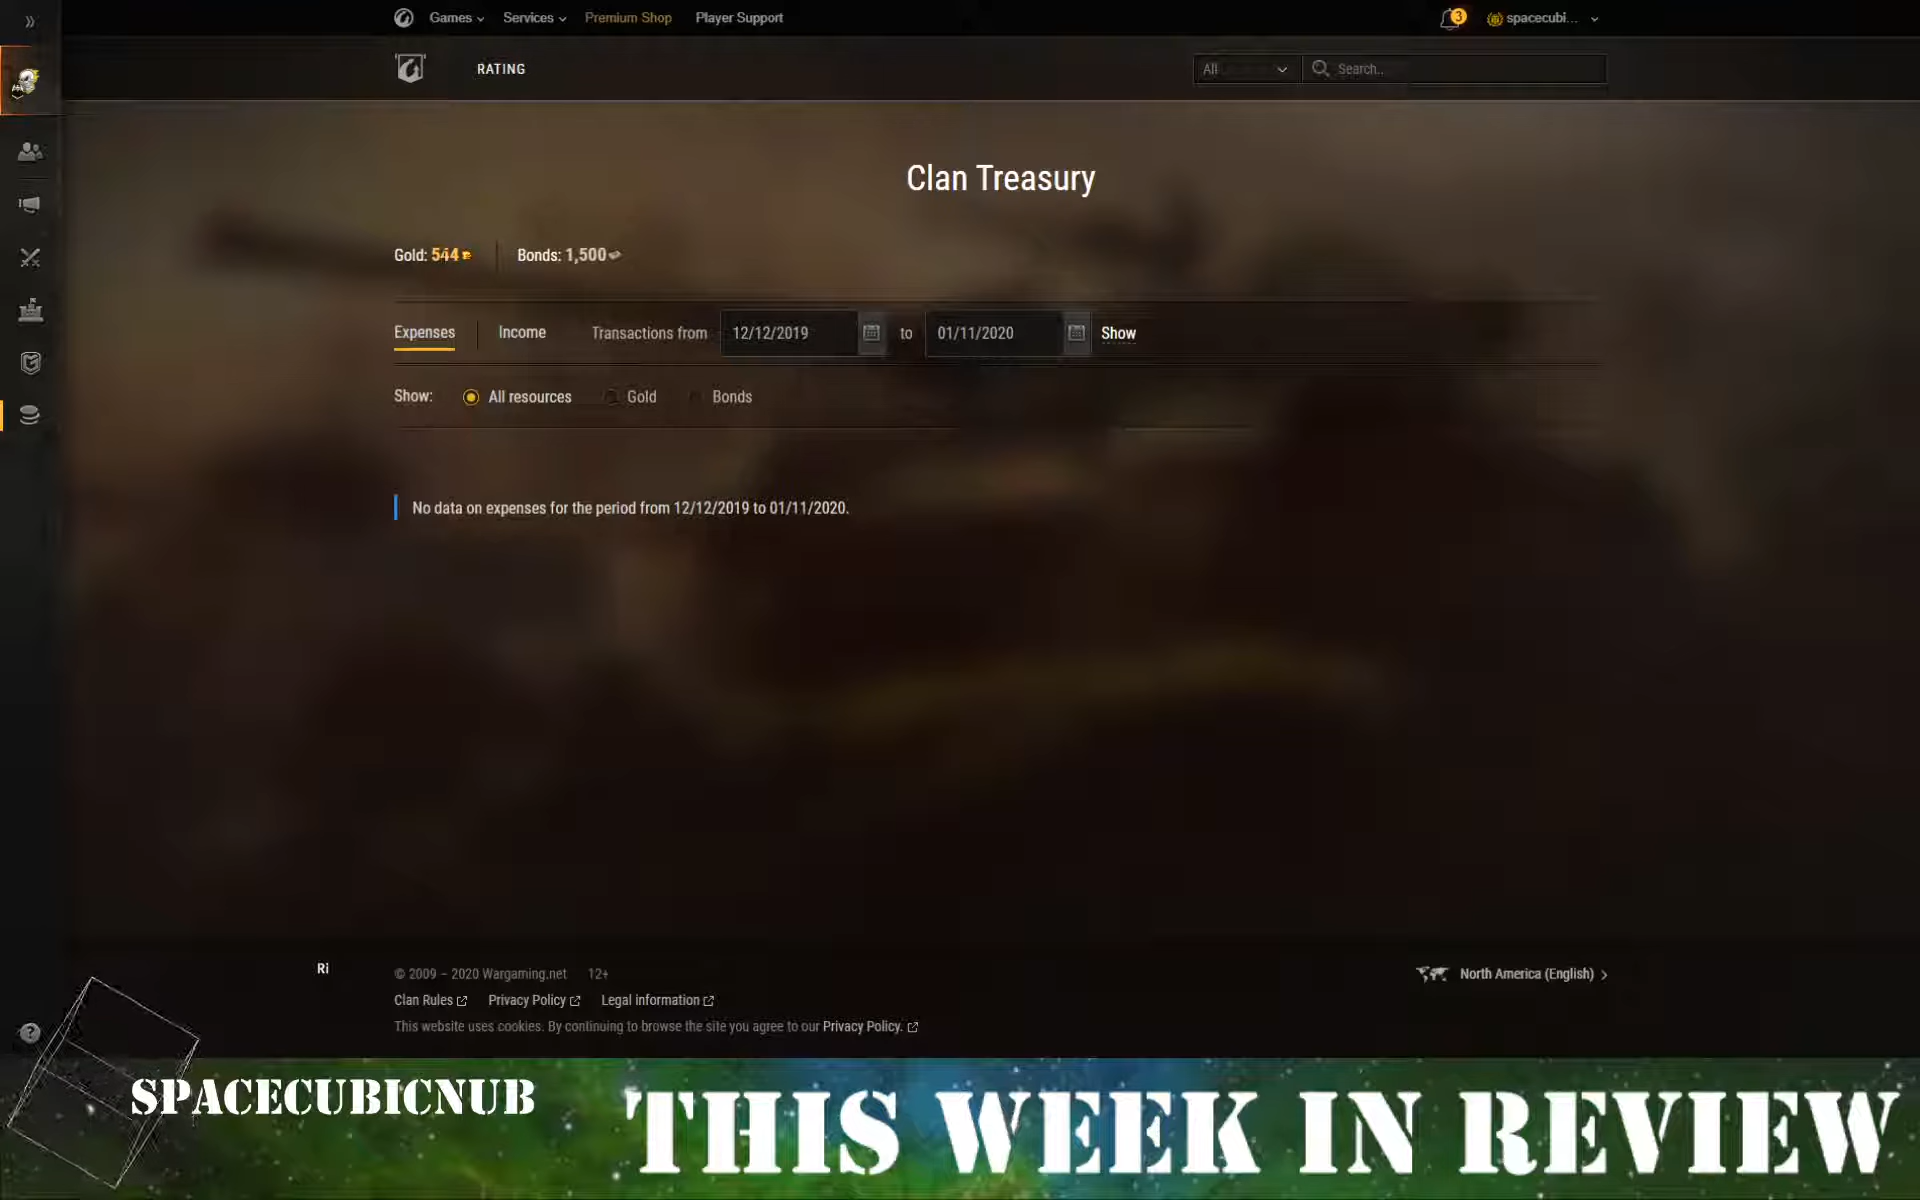 Games
Services
Premium Shop
Player Support
3
spacecubi...
RATING
All
Search..
Clan Treasury
Gold: 544
Bonds: 1,500
Expenses
Income
Transactions from
12/12/2019
to
01/11/2020
Show
Show:
All resources
Gold
Bonds
No data on expenses for the period from 12/12/2019 to 01/11/2020.
Ri
© 2009 – 2020 Wargaming.net
12+
North America (English)
Clan Rules
Privacy Policy
Legal information
This website uses cookies. By continuing to browse the site you agree to our Privacy Policy.
SPACECUBICNUB
THIS WEEK IN REVIEW